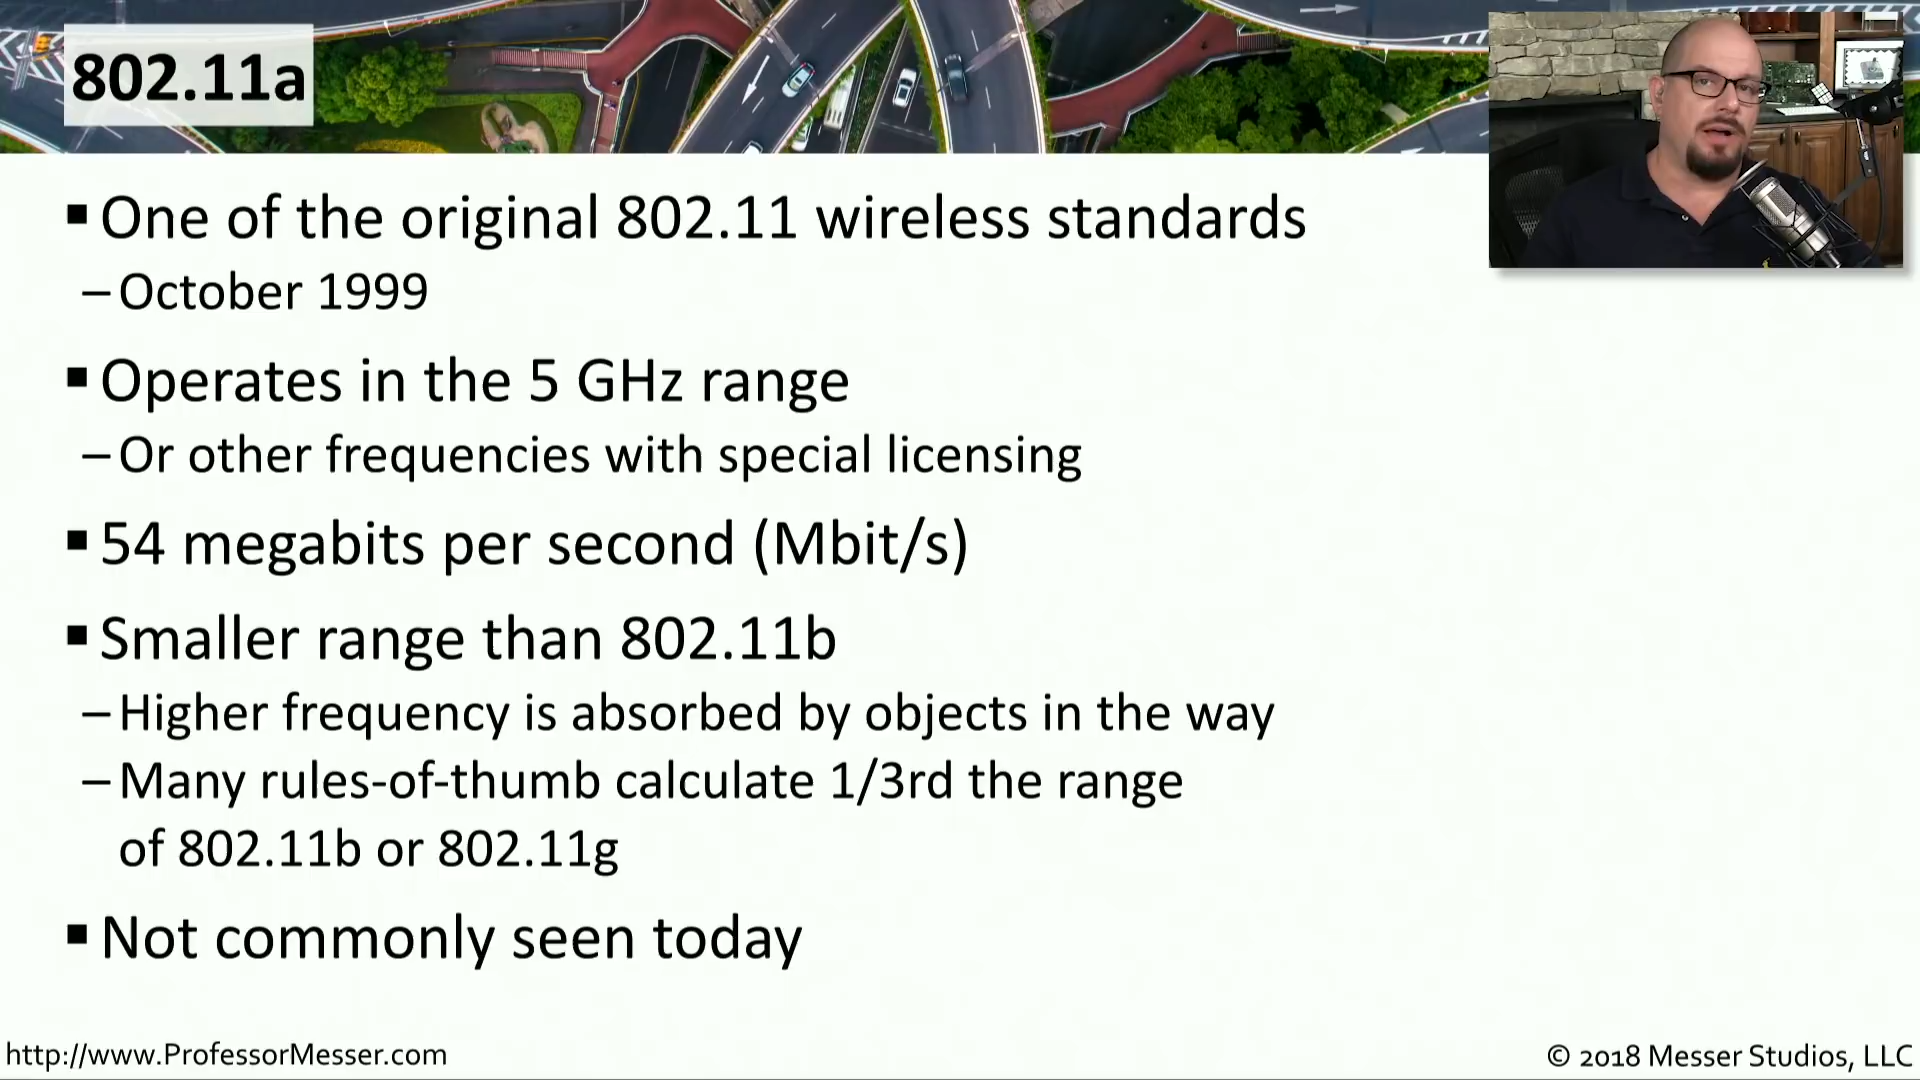 802.11a
▪ One of the original 802.11 wireless standards
– October 1999
▪ Operates in the 5 GHz range
– Or other frequencies with special licensing
▪ 54 megabits per second (Mbit/s)
▪ Smaller range than 802.11b
– Higher frequency is absorbed by objects in the way
– Many rules-of-thumb calculate 1/3rd the range
of 802.11b or 802.11g
▪ Not commonly seen today
http://www.ProfessorMesser.com
© 2018 Messer Studios, LLC